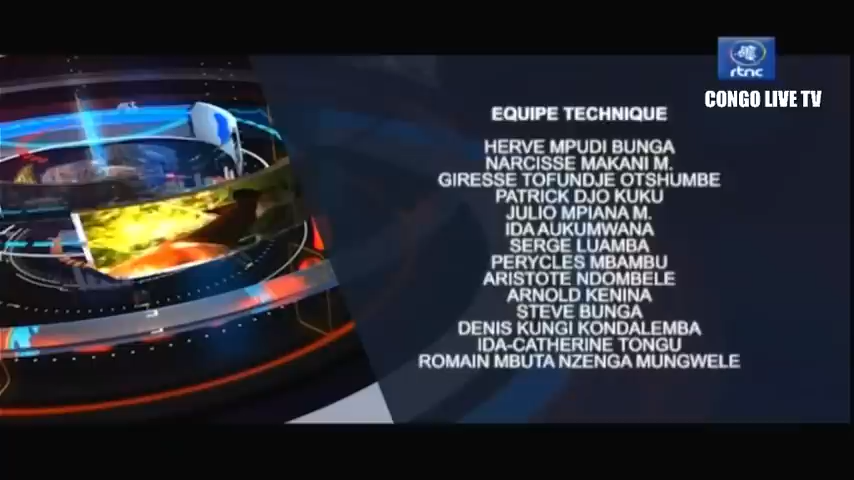 rtnc
CONGO LIVE TV
EQUIPE TECHNIQUE
HERVE MPUDI BUNGA
NARCISSE MAKANI M.
GIRESSE TOFUNDJE OTSHUMBE
PATRICK DJO KUKU
JULIO MPIANA M.
IDA AUKUMWANA
SERGE LUAMBA
PERYCLES MBAMBU
ARISTOTE NDOMBELE
ARNOLD KENINA
STEVE BUNGA
DENIS KUNGI KONDALEMBA
IDA-CATHERINE TONGU
ROMAIN MBUTA NZENGA MUNGWELE